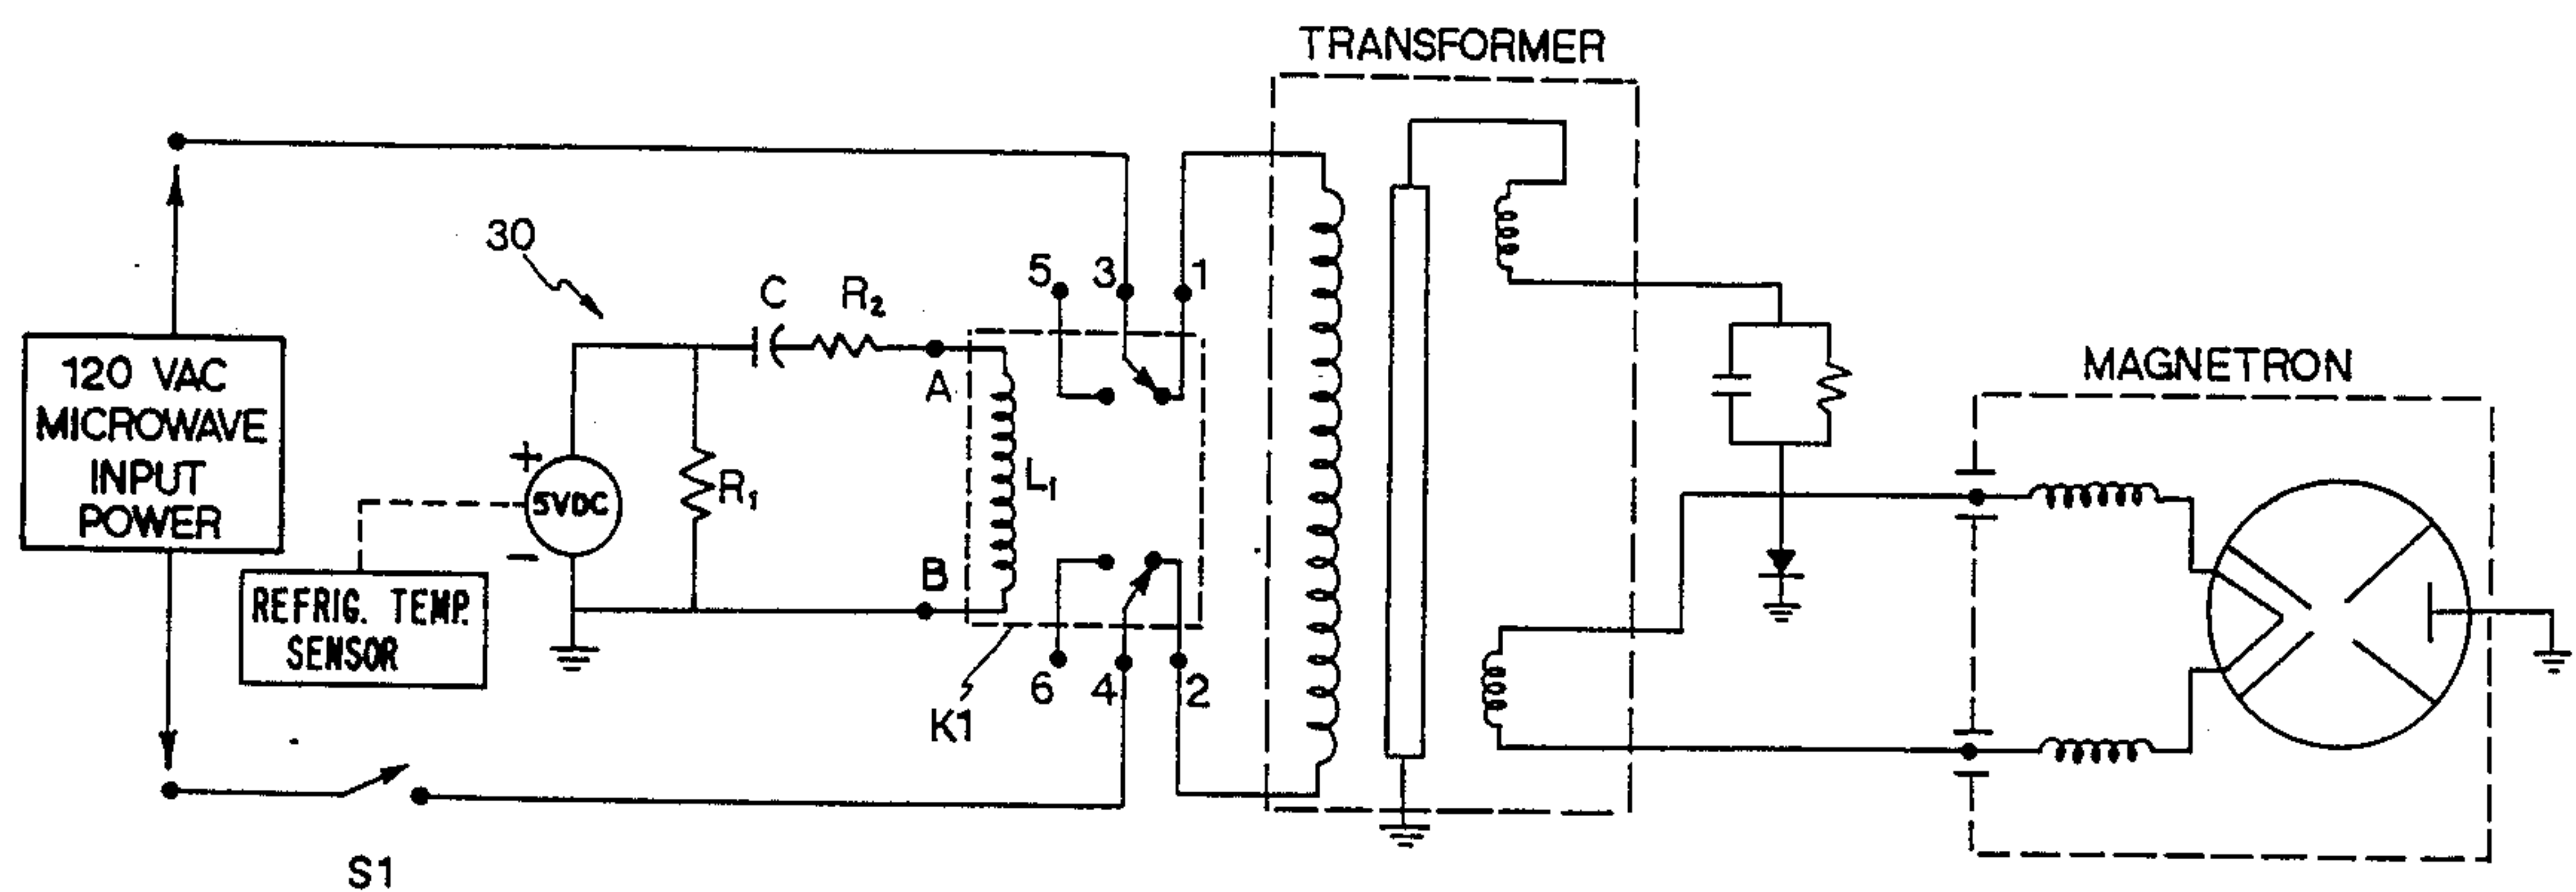 TRANSFORMER
30
C
R₂
5
3
1
120 VAC
MICROWAVE
INPUT
POWER
A
MAGNETRON
+
5VDC
R₁
L₁
−
B
REFRIG. TEMP.
SENSOR
6
4
2
K1
S1